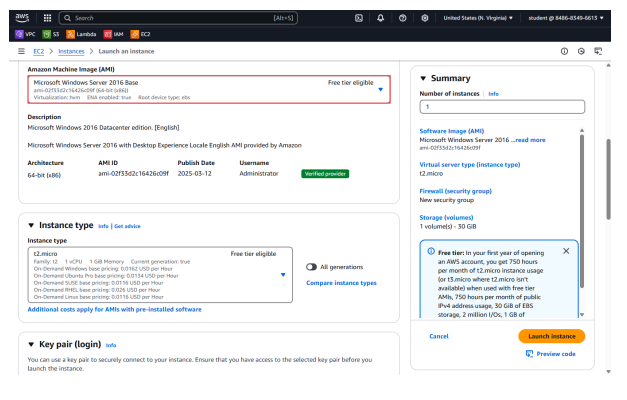 aws
Search
[Alt+S]
United States (N. Virginia) ▼
student @ 8486-8349-6613 ▼
VPC S3 Lambda IAM EC2
EC2 > Instances > Launch an instance
Amazon Machine Image (AMI)
Microsoft Windows Server 2016 Base
Free tier eligible
ami-02f33d2c16426c09f (64-bit (x86))
Virtualization: hvm ENA enabled: true Root device type: ebs
Description
Microsoft Windows 2016 Datacenter edition. [English]
Microsoft Windows Server 2016 with Desktop Experience Locale English AMI provided by Amazon
Architecture AMI ID Publish Date Username
64-bit (x86) ami-02f33d2c16426c09f 2025-03-12 Administrator Verified provider
▼ Instance type Info | Get advice
Instance type
t2.micro
Free tier eligible
Family: t2 1 vCPU 1 GiB Memory Current generation: true
On-Demand Windows base pricing: 0.0162 USD per Hour
On-Demand Ubuntu Pro base pricing: 0.0134 USD per Hour
On-Demand SUSE base pricing: 0.0116 USD per Hour
On-Demand RHEL base pricing: 0.026 USD per Hour
On-Demand Linux base pricing: 0.0116 USD per Hour
All generations
Compare instance types
Additional costs apply for AMIs with pre-installed software
▼ Key pair (login) Info
You can use a key pair to securely connect to your instance. Ensure that you have access to the selected key pair before you
launch the instance.
▼ Summary
Number of instances | Info
1
Software Image (AMI)
Microsoft Windows Server 2016 ...read more
ami-02f33d2c16426c09f
Virtual server type (instance type)
t2.micro
Firewall (security group)
New security group
Storage (volumes)
1 volume(s) - 30 GiB
Free tier: In your first year of opening
an AWS account, you get 750 hours
per month of t2.micro instance usage
(or t3.micro where t2.micro isn't
available) when used with free tier
AMIs, 750 hours per month of public
IPv4 address usage, 30 GiB of EBS
storage, 2 million I/Os, 1 GB of
Cancel
Launch instance
Preview code